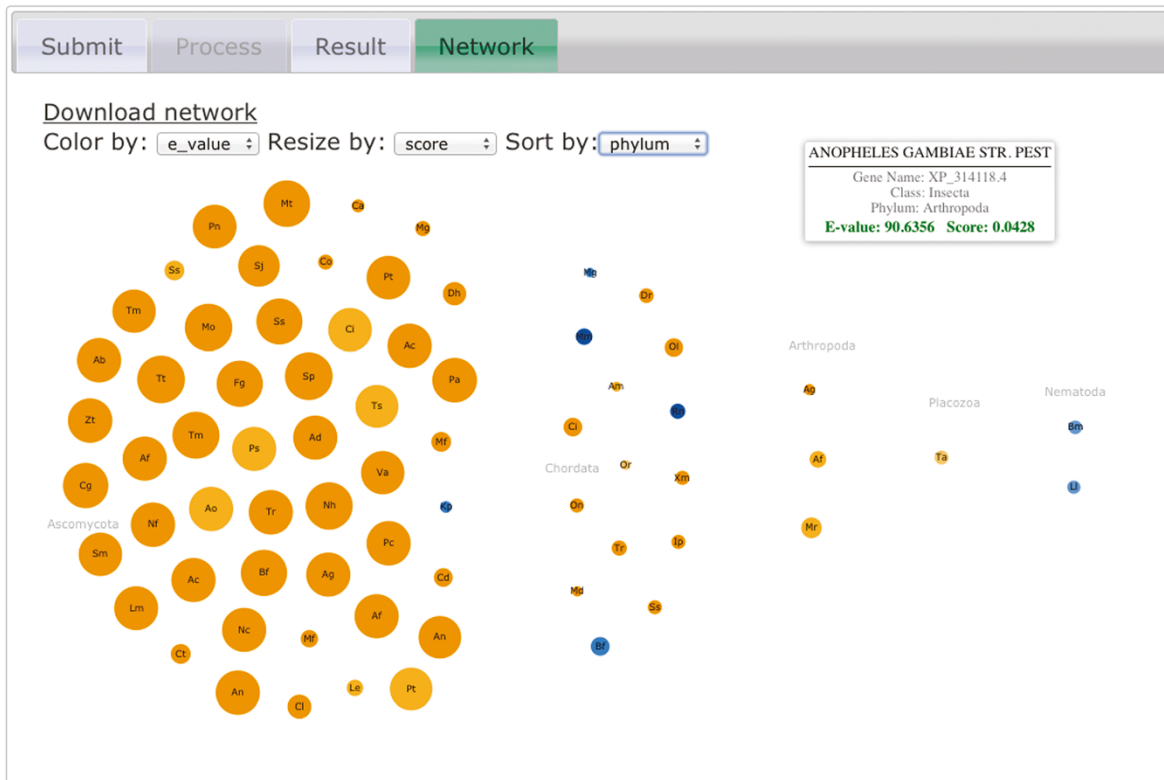 Submit Process Result Network
Download network
Color by: e_value Resize by: score Sort by: phylum
ANOPHELES GAMBIAE STR. PEST
Gene Name: XP_314118.4
Class: Insecta
Phylum: Arthropoda
E-value: 90.6356 Score: 0.0428
Mt
Ca
Pn
Mg
Ss
Sj
Co
Pt
Dh
Tm
Mo
Ss
Ci
Ac
Ab
Tt
Fg
Sp
Pa
Ts
Zt
Tm
Ps
Ad
Mf
Af
Va
Cg
Ao
Tr
Nh
Kp
Ascomycota
Nf
Sm
Pc
Ac
Bf
Ag
Cd
Lm
Nc
Mf
Af
An
Ct
An
Cl
Le
Pt
Mg
Dr
Ol
Am
Rn
Ci
Chordata
Or
Xm
On
Tr
Ip
Md
Ss
Bf
Arthropoda
Ag
Af
Mr
Placozoa
Ta
Nematoda
Bm
Ll